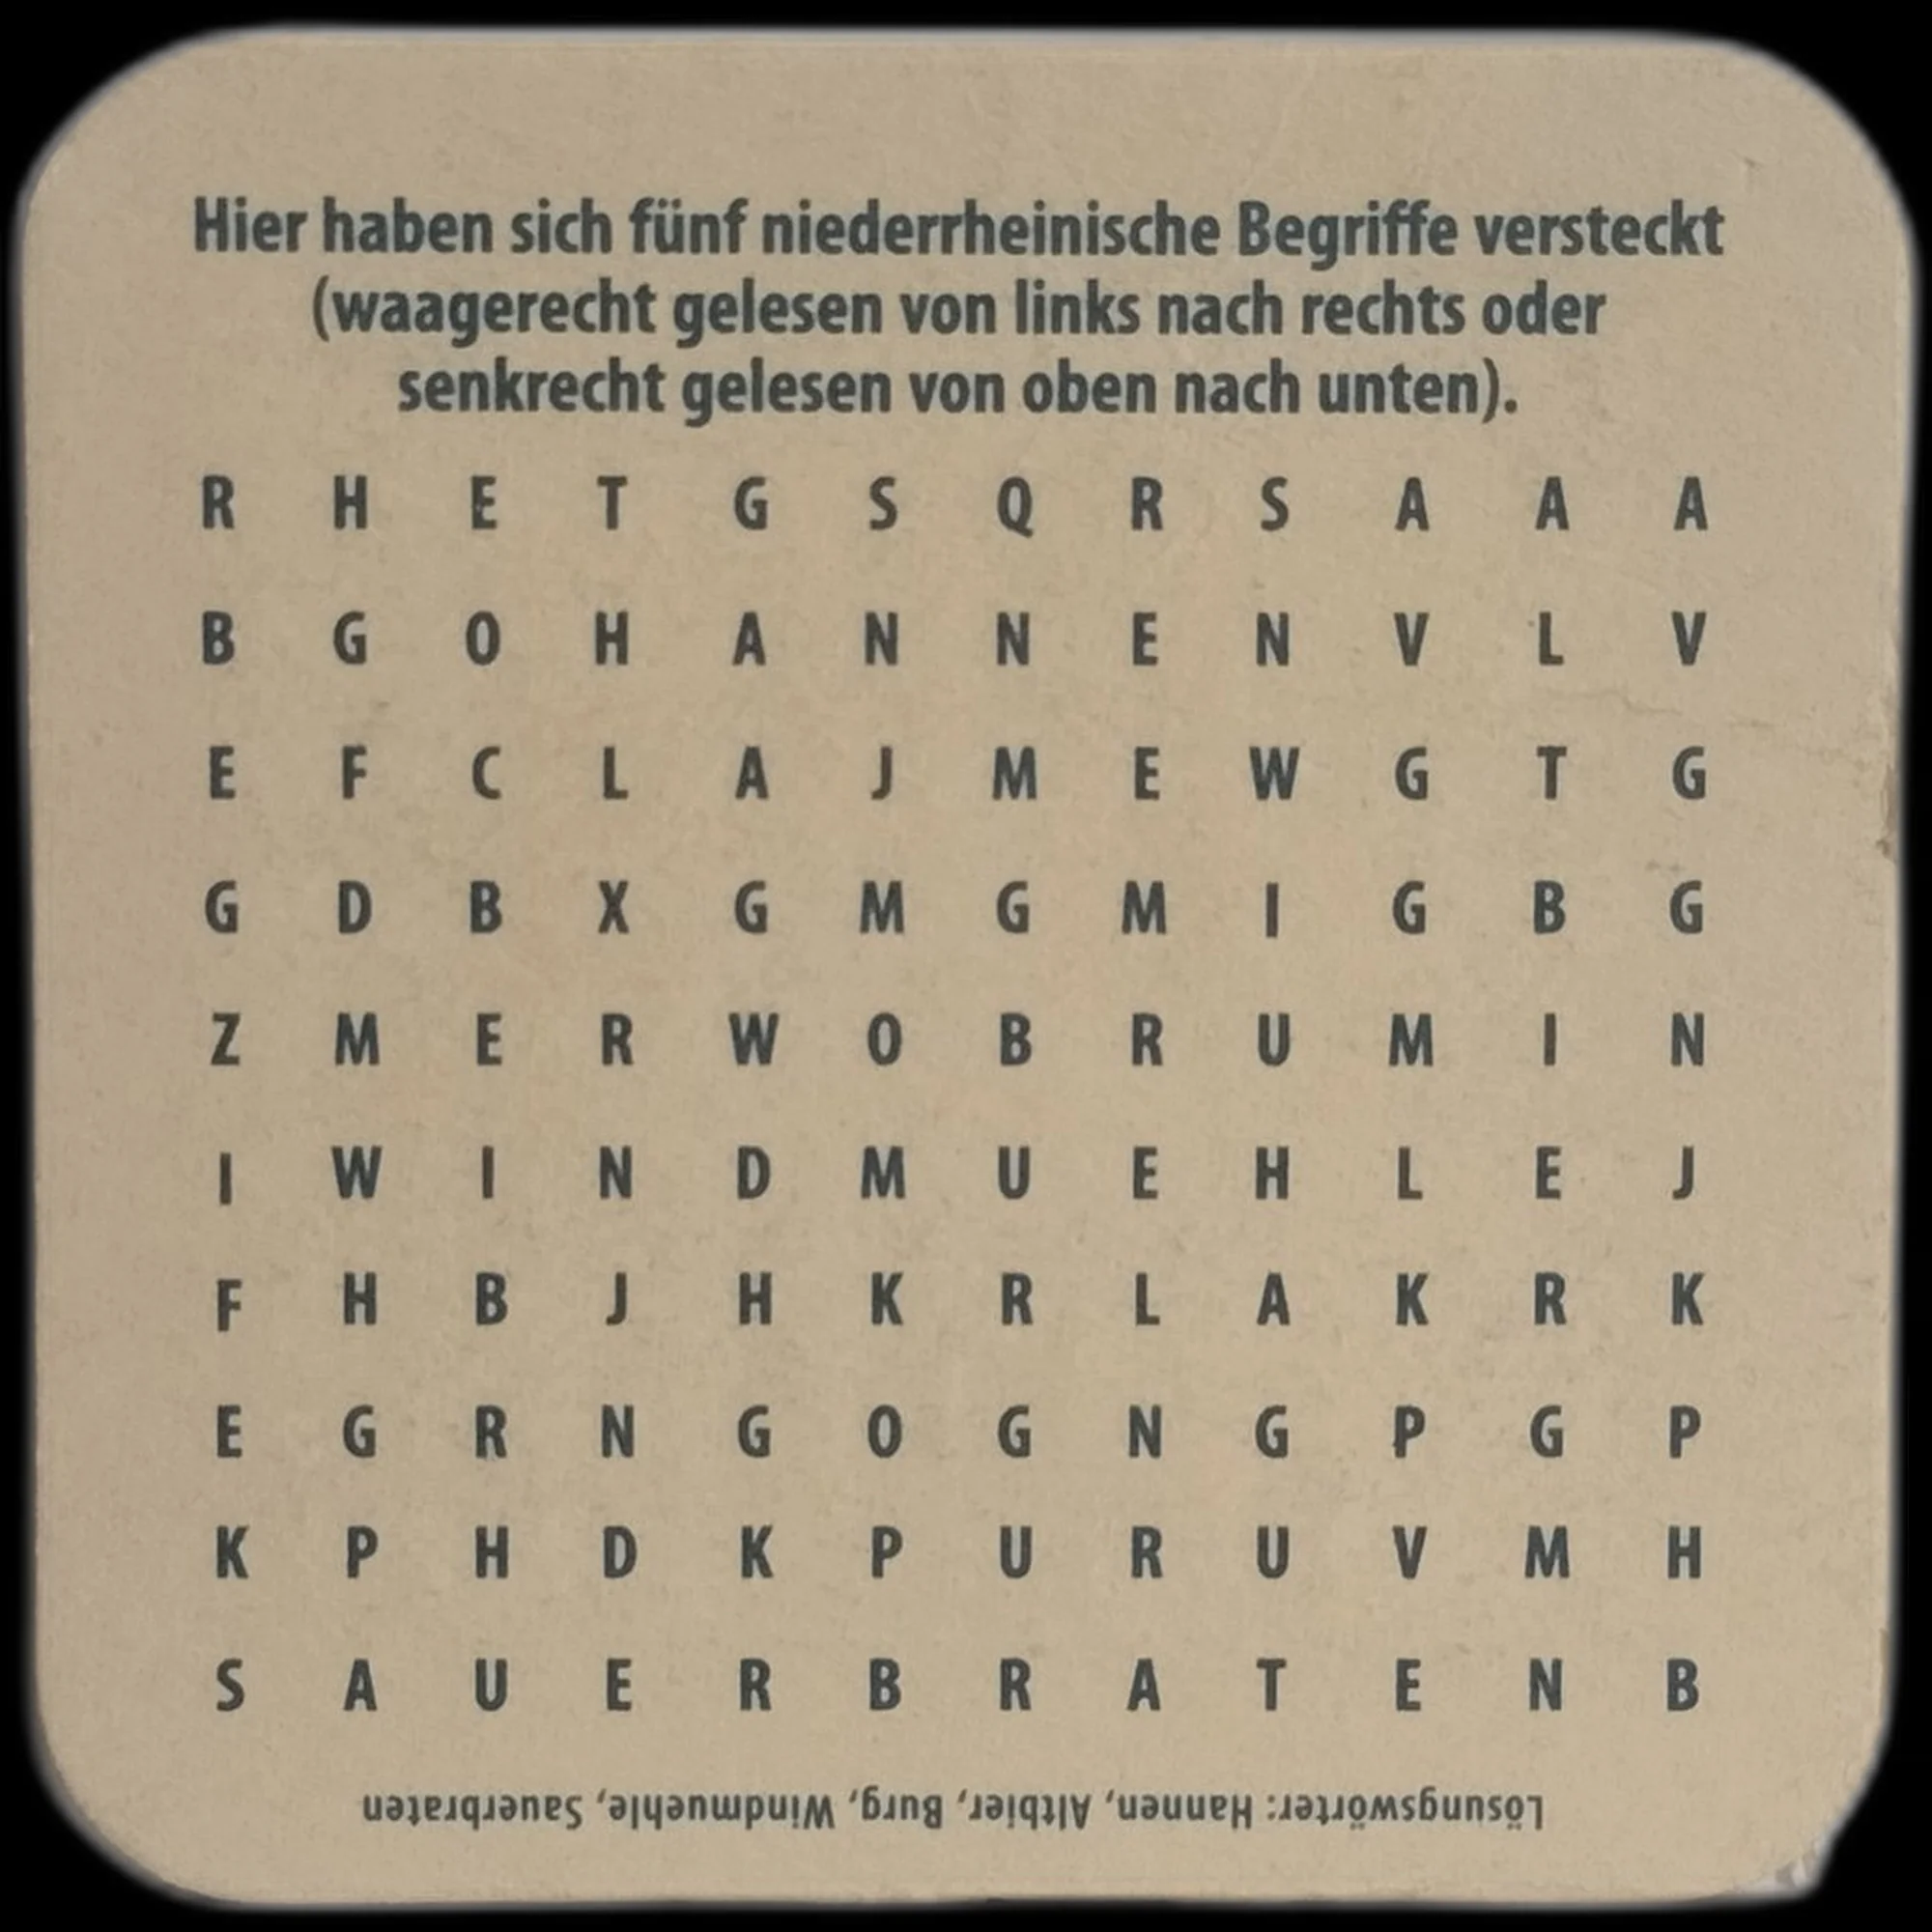 Hier haben sich fünf niederrheinische Begriffe versteckt
(waagerecht gelesen von links nach rechts oder
senkrecht gelesen von oben nach unten).
R H E T G S Q R S A A A
B G O H A N N E N V L V
E F C L A J M E W G T G
G D B X G M G M I G B G
Z M E R W O B R U M I N
I W I N D M U E H L E J
F H B J H K R L A K R K
E G R N G O G N G P G P
K P H D K P U R U V M H
S A U E R B R A T E N B
Lösungswörter: Hannen, Altbier, Burg, Windmuehle, Sauerbraten